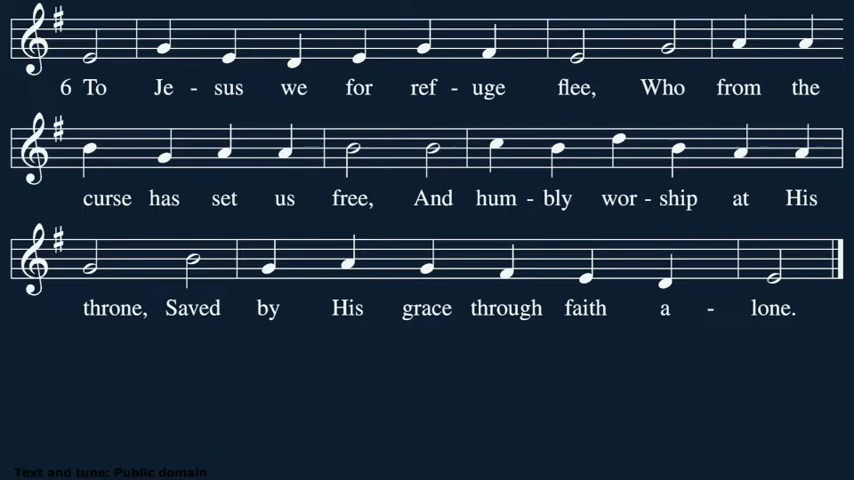 6 To Je - sus we for ref - uge flee, Who from the
curse has set us free, And hum - bly wor - ship at His
throne, Saved by His grace through faith a - lone.
Text and tune: Public domain